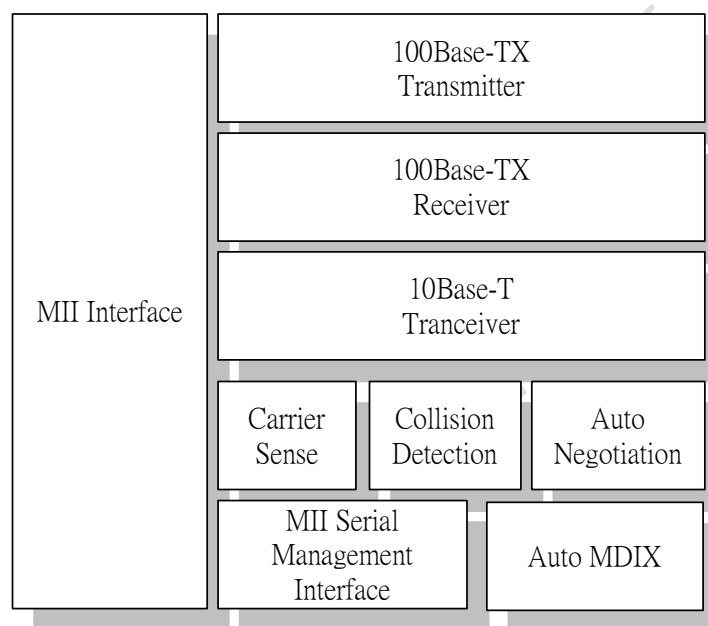 MII Interface
100Base-TX
Transmitter
100Base-TX
Receiver
10Base-T
Tranceiver
Carrier
Sense
Collision
Detection
Auto
Negotiation
MII Serial
Management
Interface
Auto MDIX